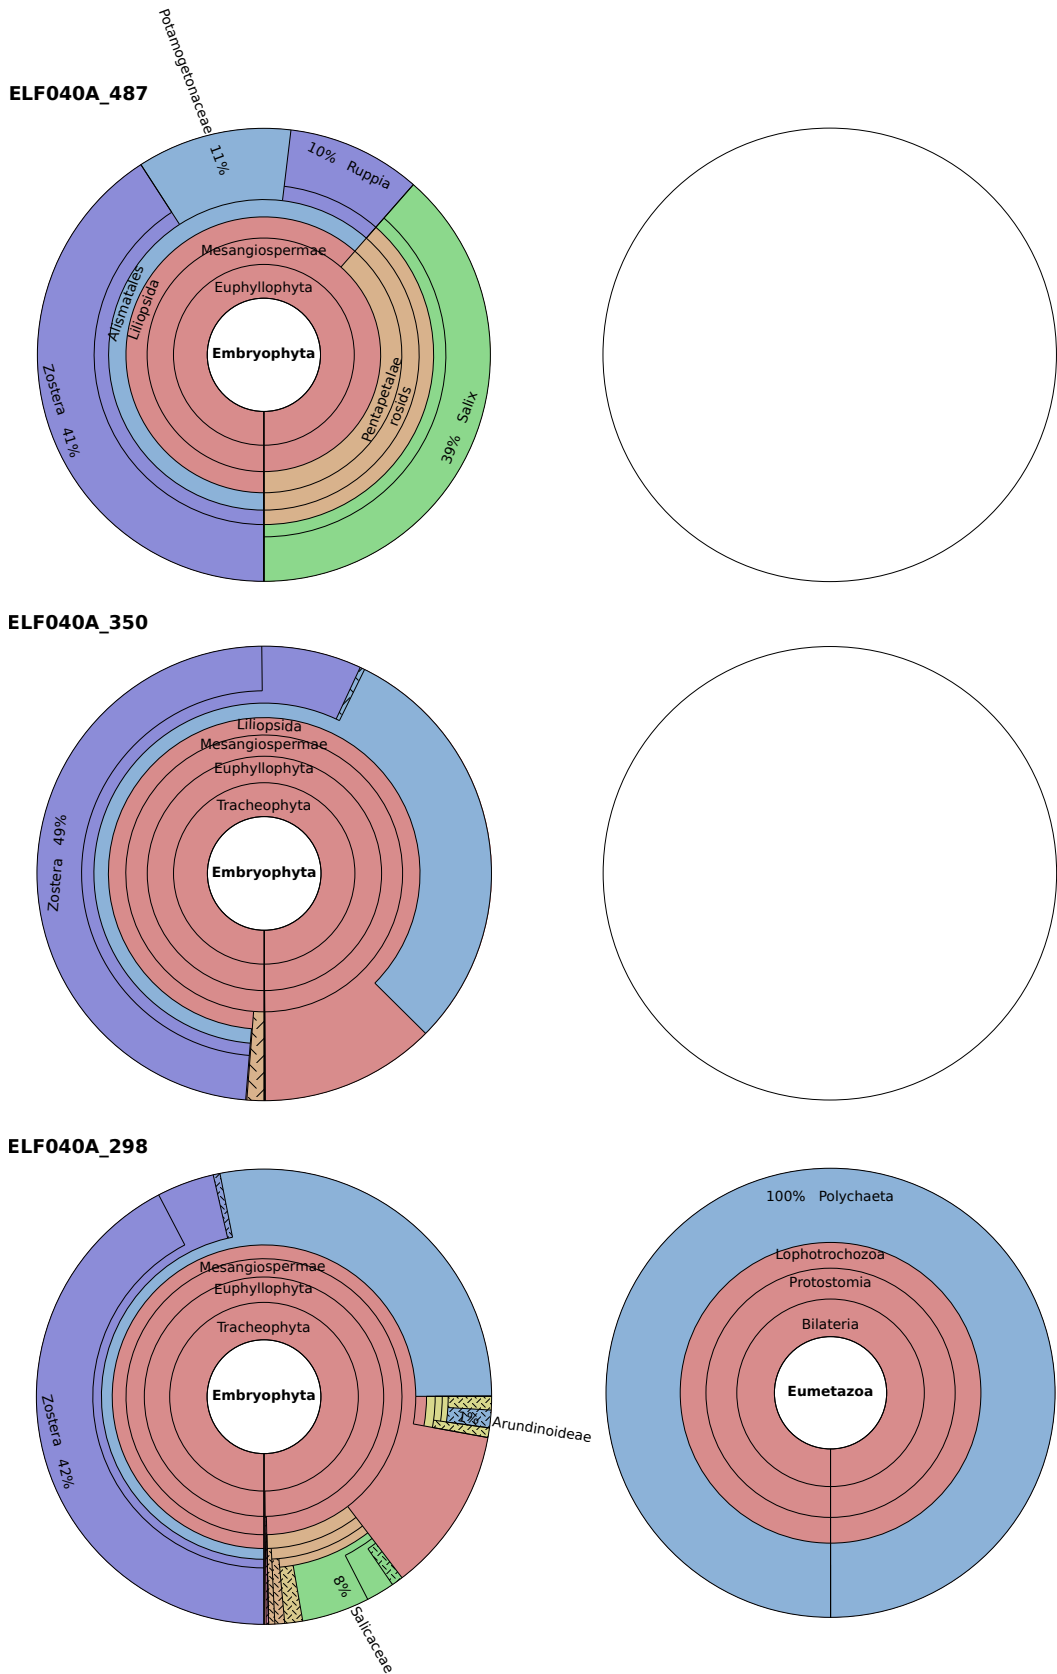 Potamogetonaceae 11%
ELF040A_487
10% Ruppia
Mesangiospermae
Alismatales
Liliopsida
Euphyllophyta
Embryophyta
Pentapetalae
rosids
Zostera 41%
39% Salix
ELF040A_350
Liliopsida
Mesangiospermae
Euphyllophyta
Tracheophyta
Zostera 49%
Embryophyta
ELF040A_298
100% Polychaeta
Mesangiospermae
Euphyllophyta
Tracheophyta
Embryophyta
Lophotrochozoa
Protostomia
Bilateria
Eumetazoa
1% Arundinoideae
Zostera 42%
8% Salicaceae